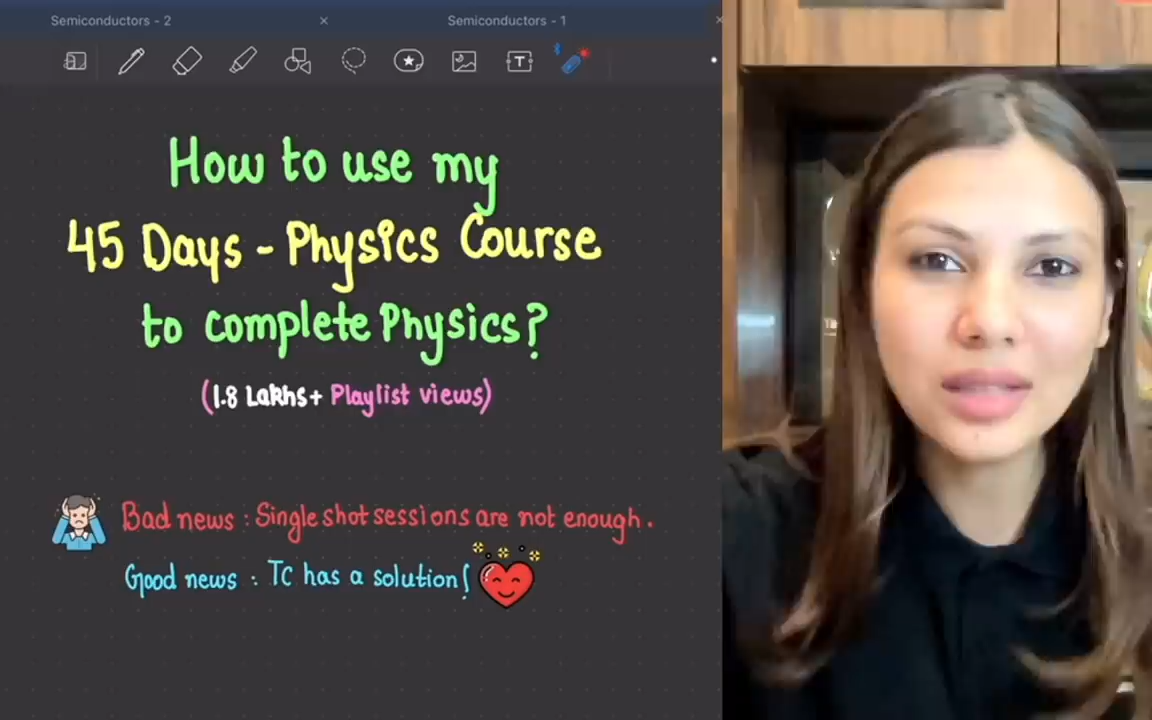 Semiconductors - 2
Semiconductors - 1
T
How to use my
45 Days - Physics Course
to complete Physics?
(1.8 Lakhs+ Playlist views)
Bad news : Single shot sessions are not enough.
Good news : TC has a solution!